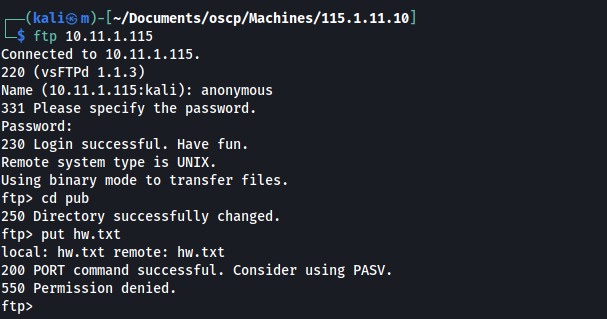 ┌──(kali㉿m)-[~/Documents/oscp/Machines/115.1.11.10]
└─$ ftp 10.11.1.115
Connected to 10.11.1.115.
220 (vsFTPd 1.1.3)
Name (10.11.1.115:kali): anonymous
331 Please specify the password.
Password:
230 Login successful. Have fun.
Remote system type is UNIX.
Using binary mode to transfer files.
ftp> cd pub
250 Directory successfully changed.
ftp> put hw.txt
local: hw.txt remote: hw.txt
200 PORT command successful. Consider using PASV.
550 Permission denied.
ftp>